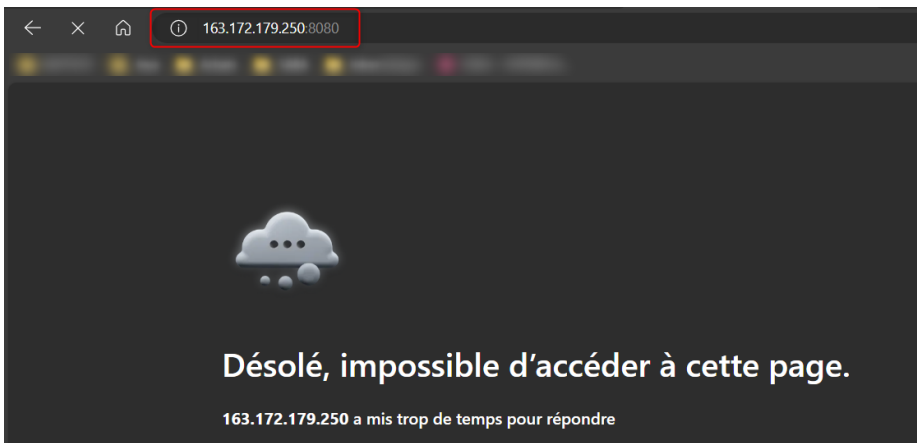 163.172.179.250:8080
Désolé, impossible d’accéder à cette page.
163.172.179.250 a mis trop de temps pour répondre